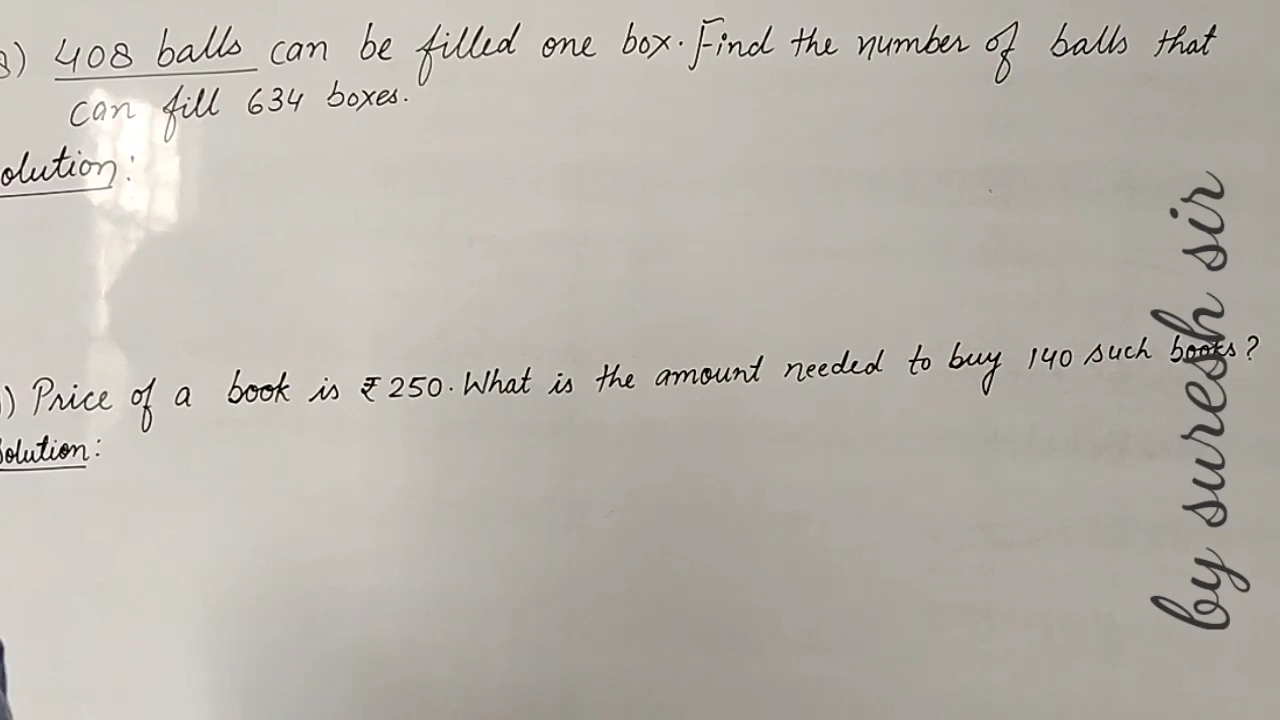 3) 408 balls can be filled one box. Find the number of balls that
can fill 634 boxes.
olution:
) Price of a book is ₹250. What is the amount needed to buy 140 such books?
Solution:
by suresh sir